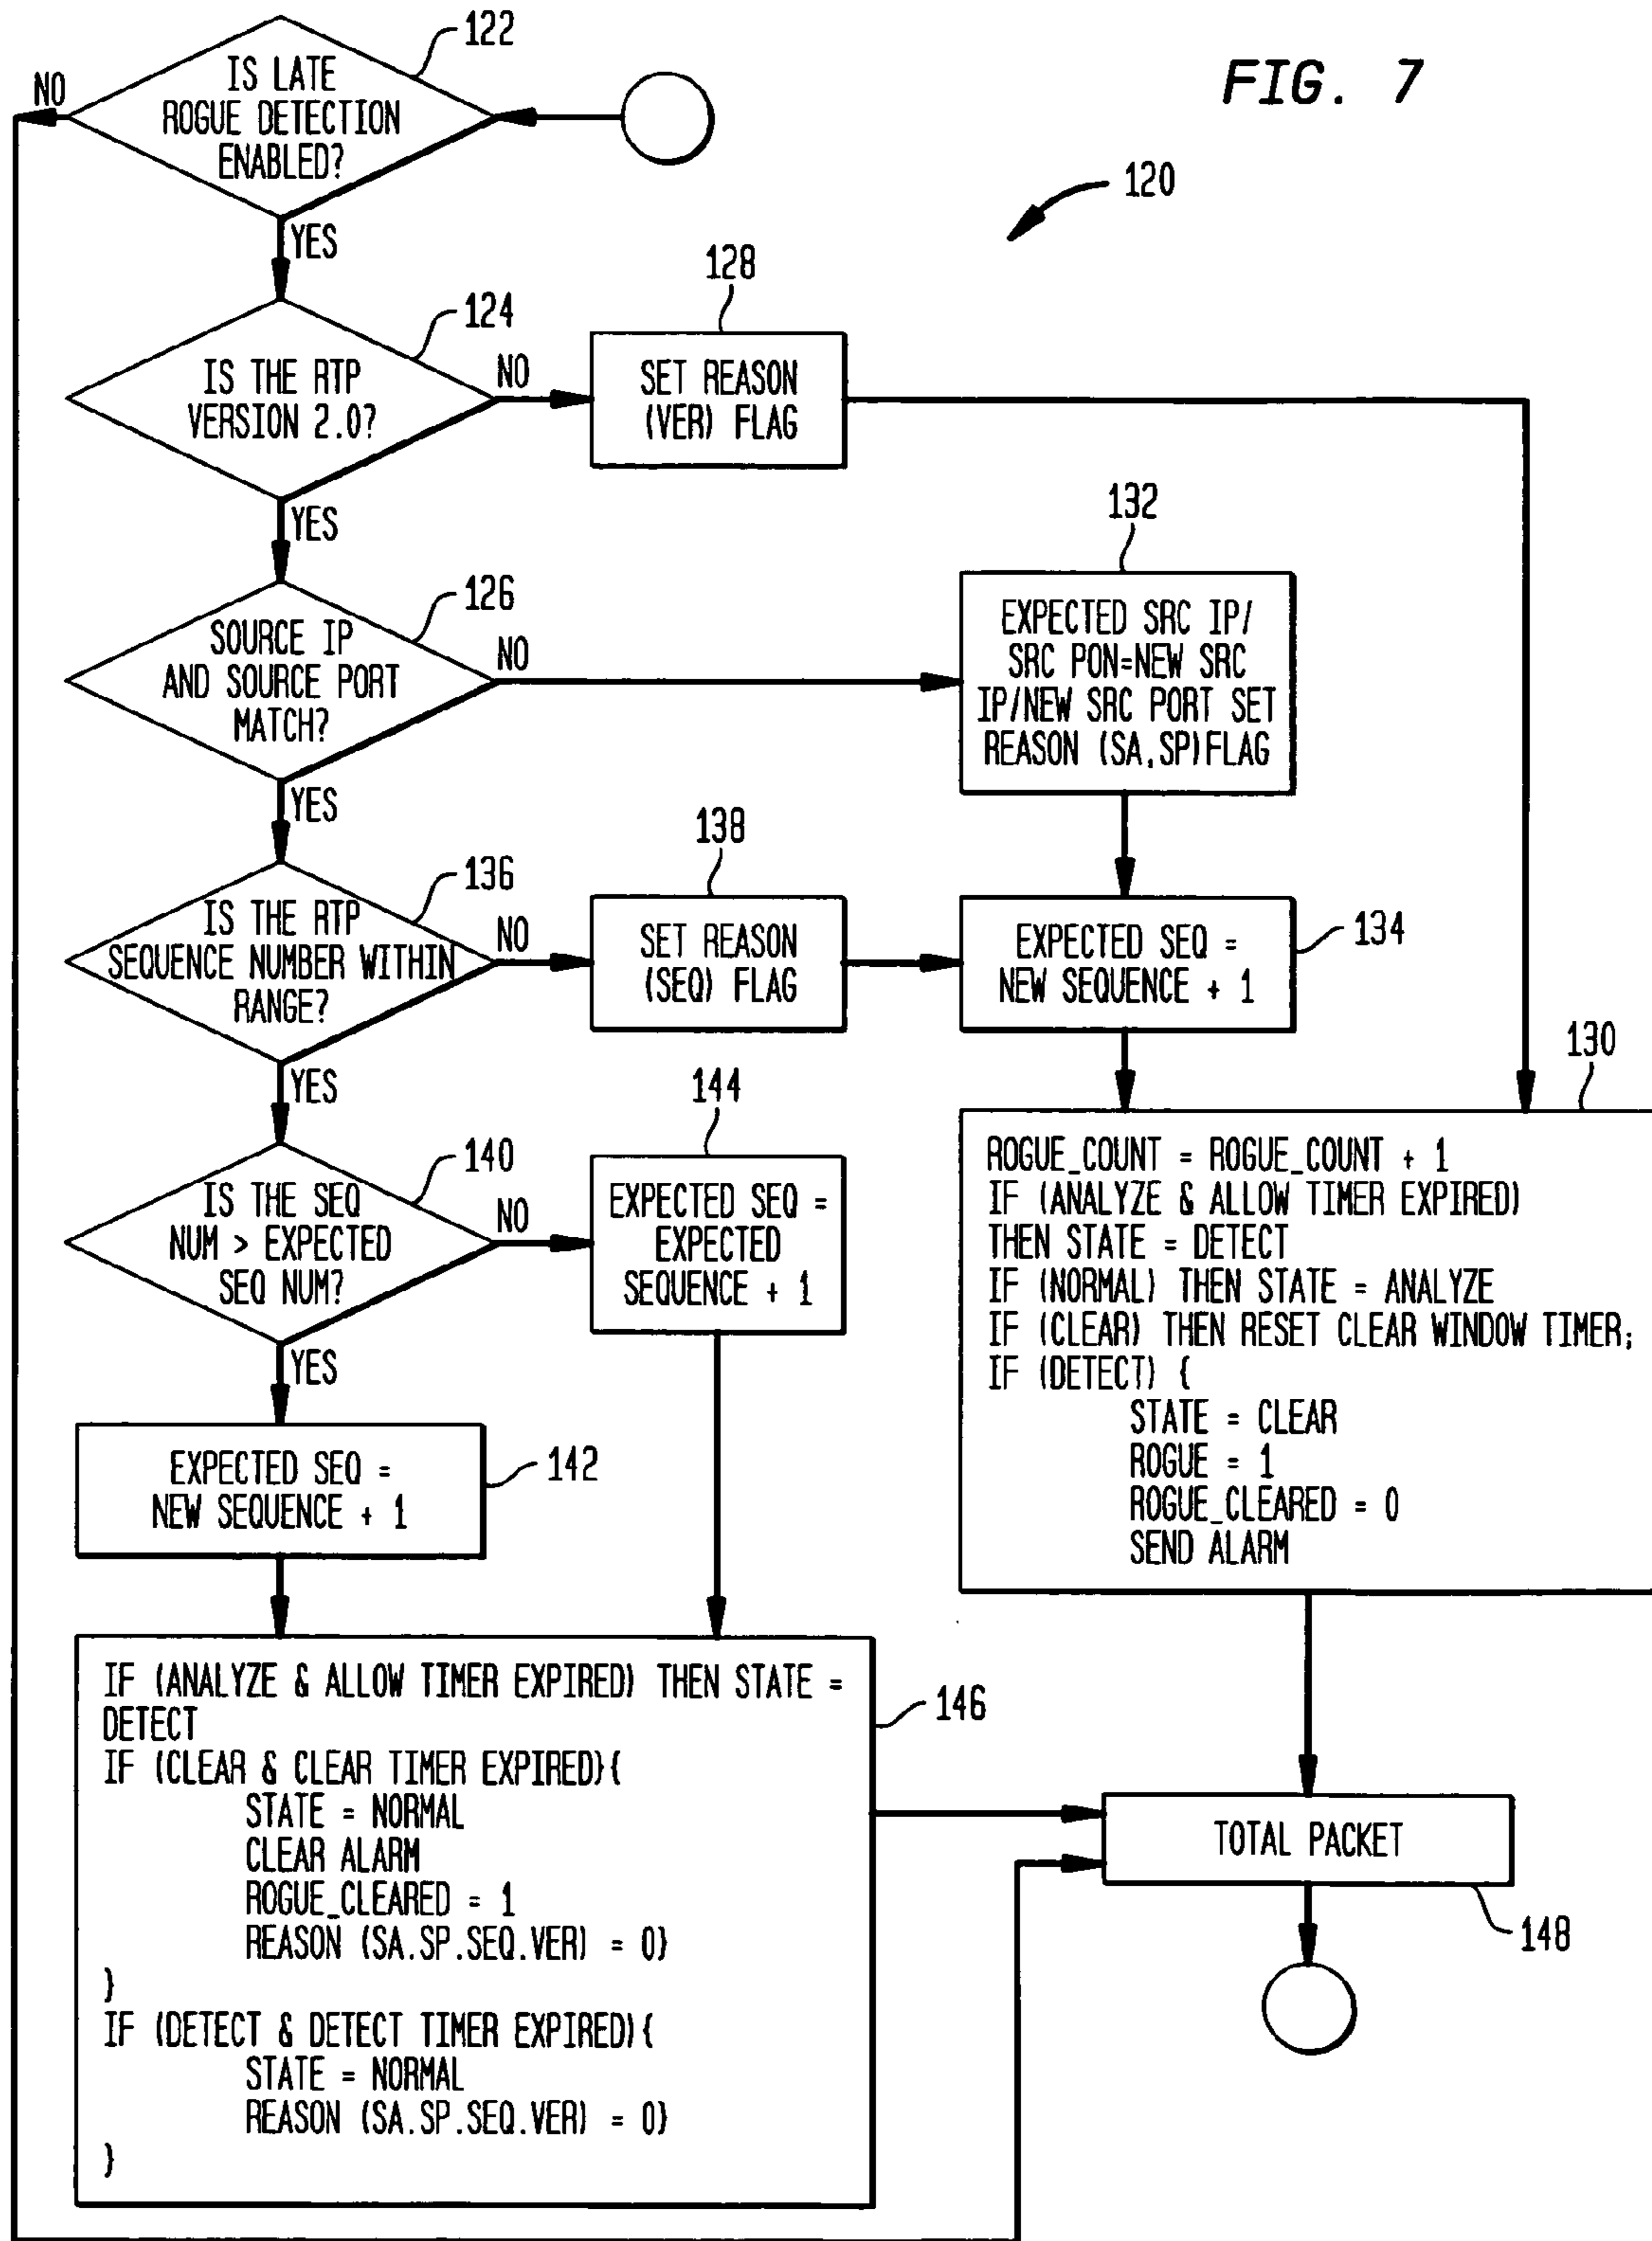 FIG. 7
120
122
IS LATE
ROGUE DETECTION
ENABLED?
NO
YES
124
IS THE RTP
VERSION 2.0?
NO
YES
128
SET REASON
(VER) FLAG
126
SOURCE IP
AND SOURCE PORT
MATCH?
NO
YES
132
EXPECTED SRC IP/
SRC PON=NEW SRC
IP/NEW SRC PORT SET
REASON (SA,SP)FLAG
136
IS THE RTP
SEQUENCE NUMBER WITHIN
RANGE?
NO
YES
138
SET REASON
(SEQ) FLAG
134
EXPECTED SEQ =
NEW SEQUENCE + 1
140
IS THE SEQ
NUM > EXPECTED
SEQ NUM?
NO
YES
144
EXPECTED SEQ =
EXPECTED
SEQUENCE + 1
130
ROGUE_COUNT = ROGUE_COUNT + 1
IF (ANALYZE & ALLOW TIMER EXPIRED)
THEN STATE = DETECT
IF (NORMAL) THEN STATE = ANALYZE
IF (CLEAR) THEN RESET CLEAR WINDOW TIMER;
IF (DETECT) {
STATE = CLEAR
ROGUE = 1
ROGUE_CLEARED = 0
SEND ALARM
142
EXPECTED SEQ =
NEW SEQUENCE + 1
146
IF (ANALYZE & ALLOW TIMER EXPIRED) THEN STATE =
DETECT
IF (CLEAR & CLEAR TIMER EXPIRED){
STATE = NORMAL
CLEAR ALARM
ROGUE_CLEARED = 1
REASON (SA.SP.SEQ.VER) = 0)
}
IF (DETECT & DETECT TIMER EXPIRED){
STATE = NORMAL
REASON (SA.SP.SEQ.VER) = 0)
}
TOTAL PACKET
148